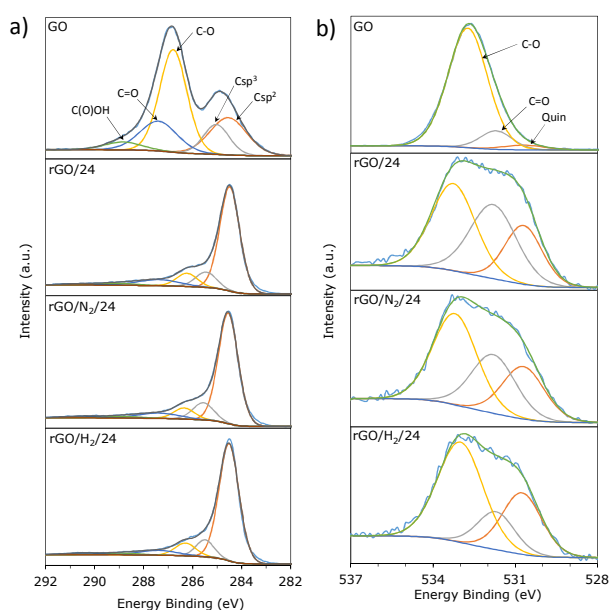 a)
GO
C-O
C=O
C(O)OH
Csp³
Csp²
rGO/24
rGO/N₂/24
rGO/H₂/24
Intensity (a.u.)
292 290 288 286 284 282
Energy Binding (eV)
b)
GO
C-O
C=O
Quin
rGO/24
rGO/N₂/24
rGO/H₂/24
Intensity (a.u.)
537 534 531 528
Energy Binding (eV)